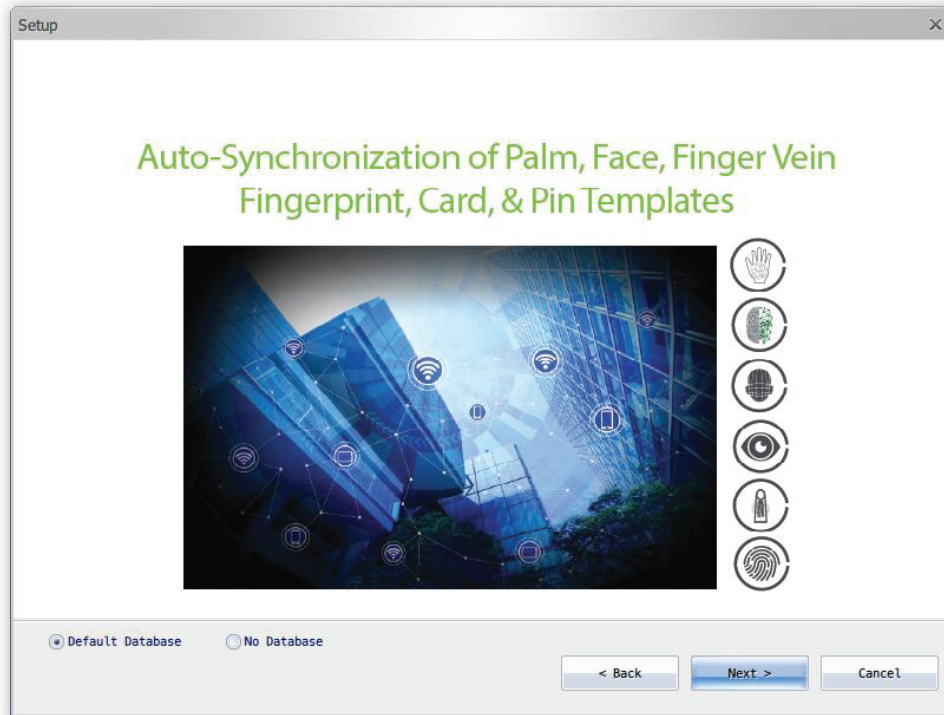 Setup
Auto-Synchronization of Palm, Face, Finger Vein
Fingerprint, Card, & Pin Templates
Default Database
No Database
< Back
Next >
Cancel